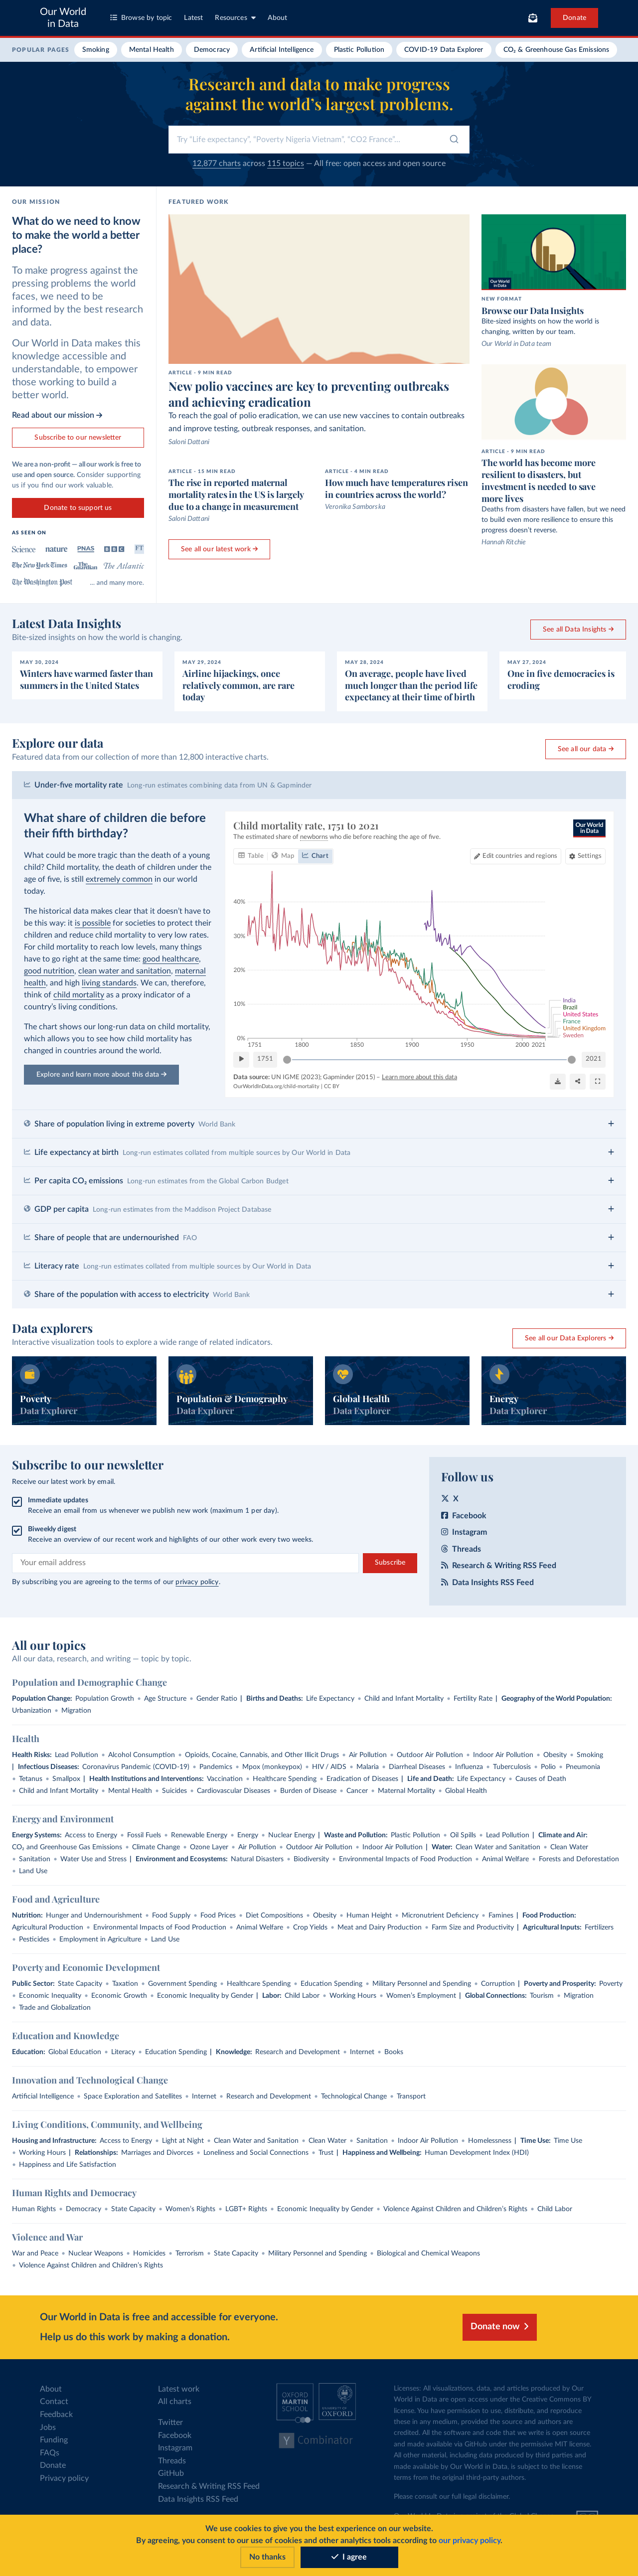 Our World
in Data
Browse by topic
Latest
Resources
About
Donate
POPULAR PAGES
Smoking
Mental Health
Democracy
Artificial Intelligence
Plastic Pollution
COVID-19 Data Explorer
CO₂ & Greenhouse Gas Emissions
Research and data to make progress
against the world’s largest problems.
Try "Life expectancy", "Poverty Nigeria Vietnam", "CO2 France"...
12,877 charts across 115 topics — All free: open access and open source
OUR MISSION
What do we need to know
to make the world a better
place?
To make progress against the
pressing problems the world
faces, we need to be
informed by the best research
and data.
Our World in Data makes this
knowledge accessible and
understandable, to empower
those working to build a
better world.
Read about our mission →
Subscribe to our newsletter
We are a non-profit — all our work is free to
use and open source. Consider supporting
us if you find our work valuable.
Donate to support us
AS SEEN ON
Science
nature
PNAS
BBC
FT
The New York Times
The Guardian
The Atlantic
The Washington Post
... and many more.
FEATURED WORK
ARTICLE · 9 MIN READ
New polio vaccines are key to preventing outbreaks
and achieving eradication
To reach the goal of polio eradication, we can use new vaccines to contain outbreaks
and improve testing, outbreak responses, and sanitation.
Saloni Dattani
ARTICLE · 15 MIN READ
The rise in reported maternal
mortality rates in the US is largely
due to a change in measurement
Saloni Dattani
ARTICLE · 4 MIN READ
How much have temperatures risen
in countries across the world?
Veronika Samborska
See all our latest work →
Our World
in Data
NEW FORMAT
Browse our Data Insights
Bite-sized insights on how the world is
changing, written by our team.
Our World in Data team
ARTICLE · 9 MIN READ
The world has become more
resilient to disasters, but
investment is needed to save
more lives
Deaths from disasters have fallen, but we need
to build even more resilience to ensure this
progress doesn’t reverse.
Hannah Ritchie
Latest Data Insights
Bite-sized insights on how the world is changing.
See all Data Insights →
MAY 30, 2024
Winters have warmed faster than
summers in the United States
MAY 29, 2024
Airline hijackings, once
relatively common, are rare
today
MAY 28, 2024
On average, people have lived
much longer than the period life
expectancy at their time of birth
MAY 27, 2024
One in five democracies is
eroding
Explore our data
Featured data from our collection of more than 12,800 interactive charts.
See all our data →
Under-five mortality rate Long-run estimates combining data from UN & Gapminder
What share of children die before
their fifth birthday?
What could be more tragic than the death of a young
child? Child mortality, the death of children under the
age of five, is still extremely common in our world
today.
The historical data makes clear that it doesn’t have to
be this way: it is possible for societies to protect their
children and reduce child mortality to very low rates.
For child mortality to reach low levels, many things
have to go right at the same time: good healthcare,
good nutrition, clean water and sanitation, maternal
health, and high living standards. We can, therefore,
think of child mortality as a proxy indicator of a
country’s living conditions.
The chart shows our long-run data on child mortality,
which allows you to see how child mortality has
changed in countries around the world.
Explore and learn more about this data →
Child mortality rate, 1751 to 2021
The estimated share of newborns who die before reaching the age of five.
Our World
in Data
Table
Map
Chart
Edit countries and regions
Settings
40%
30%
20%
10%
0%
1751
1800
1850
1900
1950
2000
2021
India
Brazil
United States
France
United Kingdom
Sweden
1751
2021
Data source: UN IGME (2023); Gapminder (2015) – Learn more about this data
OurWorldInData.org/child-mortality | CC BY
Share of population living in extreme poverty World Bank
Life expectancy at birth Long-run estimates collated from multiple sources by Our World in Data
Per capita CO₂ emissions Long-run estimates from the Global Carbon Budget
GDP per capita Long-run estimates from the Maddison Project Database
Share of people that are undernourished FAO
Literacy rate Long-run estimates collated from multiple sources by Our World in Data
Share of the population with access to electricity World Bank
Data explorers
Interactive visualization tools to explore a wide range of related indicators.
See all our Data Explorers →
Poverty
Data Explorer
Population & Demography
Data Explorer
Global Health
Data Explorer
Energy
Data Explorer
Subscribe to our newsletter
Receive our latest work by email.
Immediate updates
Receive an email from us whenever we publish new work (maximum 1 per day).
Biweekly digest
Receive an overview of our recent work and highlights of our other work every two weeks.
Your email address
Subscribe
By subscribing you are agreeing to the terms of our privacy policy.
Follow us
X
Facebook
Instagram
Threads
Research & Writing RSS Feed
Data Insights RSS Feed
All our topics
All our data, research, and writing — topic by topic.
Population and Demographic Change
Population Change: Population Growth • Age Structure • Gender Ratio | Births and Deaths: Life Expectancy • Child and Infant Mortality • Fertility Rate | Geography of the World Population:
Urbanization • Migration
Health
Health Risks: Lead Pollution • Alcohol Consumption • Opioids, Cocaine, Cannabis, and Other Illicit Drugs • Air Pollution • Outdoor Air Pollution • Indoor Air Pollution • Obesity • Smoking
| Infectious Diseases: Coronavirus Pandemic (COVID-19) • Pandemics • Mpox (monkeypox) • HIV / AIDS • Malaria • Diarrheal Diseases • Influenza • Tuberculosis • Polio • Pneumonia
• Tetanus • Smallpox | Health Institutions and Interventions: Vaccination • Healthcare Spending • Eradication of Diseases | Life and Death: Life Expectancy • Causes of Death
• Child and Infant Mortality • Mental Health • Suicides • Cardiovascular Diseases • Burden of Disease • Cancer • Maternal Mortality • Global Health
Energy and Environment
Energy Systems: Access to Energy • Fossil Fuels • Renewable Energy • Energy • Nuclear Energy | Waste and Pollution: Plastic Pollution • Oil Spills • Lead Pollution | Climate and Air:
CO₂ and Greenhouse Gas Emissions • Climate Change • Ozone Layer • Air Pollution • Outdoor Air Pollution • Indoor Air Pollution | Water: Clean Water and Sanitation • Clean Water
• Sanitation • Water Use and Stress | Environment and Ecosystems: Natural Disasters • Biodiversity • Environmental Impacts of Food Production • Animal Welfare • Forests and Deforestation
• Land Use
Food and Agriculture
Nutrition: Hunger and Undernourishment • Food Supply • Food Prices • Diet Compositions • Obesity • Human Height • Micronutrient Deficiency • Famines | Food Production:
Agricultural Production • Environmental Impacts of Food Production • Animal Welfare • Crop Yields • Meat and Dairy Production • Farm Size and Productivity | Agricultural Inputs: Fertilizers
• Pesticides • Employment in Agriculture • Land Use
Poverty and Economic Development
Public Sector: State Capacity • Taxation • Government Spending • Healthcare Spending • Education Spending • Military Personnel and Spending • Corruption | Poverty and Prosperity: Poverty
• Economic Inequality • Economic Growth • Economic Inequality by Gender | Labor: Child Labor • Working Hours • Women’s Employment | Global Connections: Tourism • Migration
• Trade and Globalization
Education and Knowledge
Education: Global Education • Literacy • Education Spending | Knowledge: Research and Development • Internet • Books
Innovation and Technological Change
Artificial Intelligence • Space Exploration and Satellites • Internet • Research and Development • Technological Change • Transport
Living Conditions, Community, and Wellbeing
Housing and Infrastructure: Access to Energy • Light at Night • Clean Water and Sanitation • Clean Water • Sanitation • Indoor Air Pollution • Homelessness | Time Use: Time Use
• Working Hours | Relationships: Marriages and Divorces • Loneliness and Social Connections • Trust | Happiness and Wellbeing: Human Development Index (HDI)
• Happiness and Life Satisfaction
Human Rights and Democracy
Human Rights • Democracy • State Capacity • Women’s Rights • LGBT+ Rights • Economic Inequality by Gender • Violence Against Children and Children’s Rights • Child Labor
Violence and War
War and Peace • Nuclear Weapons • Homicides • Terrorism • State Capacity • Military Personnel and Spending • Biological and Chemical Weapons
• Violence Against Children and Children’s Rights
Our World in Data is free and accessible for everyone.
Help us do this work by making a donation.
Donate now
About
Contact
Feedback
Jobs
Funding
FAQs
Donate
Privacy policy
Latest work
All charts
Twitter
Facebook
Instagram
Threads
GitHub
Research & Writing RSS Feed
Data Insights RSS Feed
OXFORD
MARTIN
SCHOOL
UNIVERSITY OF
OXFORD
Y Combinator
Licenses: All visualizations, data, and articles produced by Our
World in Data are open access under the Creative Commons BY
license. You have permission to use, distribute, and reproduce
these in any medium, provided the source and authors are
credited. All the software and code that we write is open source
and made available via GitHub under the permissive MIT license.
All other material, including data produced by third parties and
made available by Our World in Data, is subject to the license
terms from the original third-party authors.
Please consult our full legal disclaimer.
We use cookies to give you the best experience on our website.
By agreeing, you consent to our use of cookies and other analytics tools according to our privacy policy.
No thanks
I agree